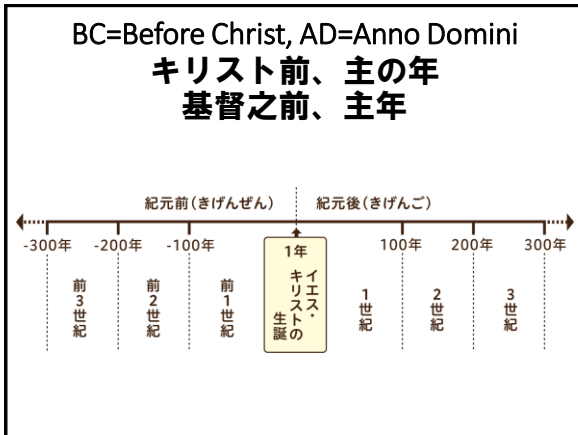 BC=Before Christ, AD=Anno Domini
キリスト前、主の年
基督之前、主年
紀元前(きげんぜん)
紀元後(きげんご)
-300年
-200年
-100年
1年
100年
200年
300年
前3世紀
前2世紀
前1世紀
イエス・
キリストの
生誕
1世紀
2世紀
3世紀